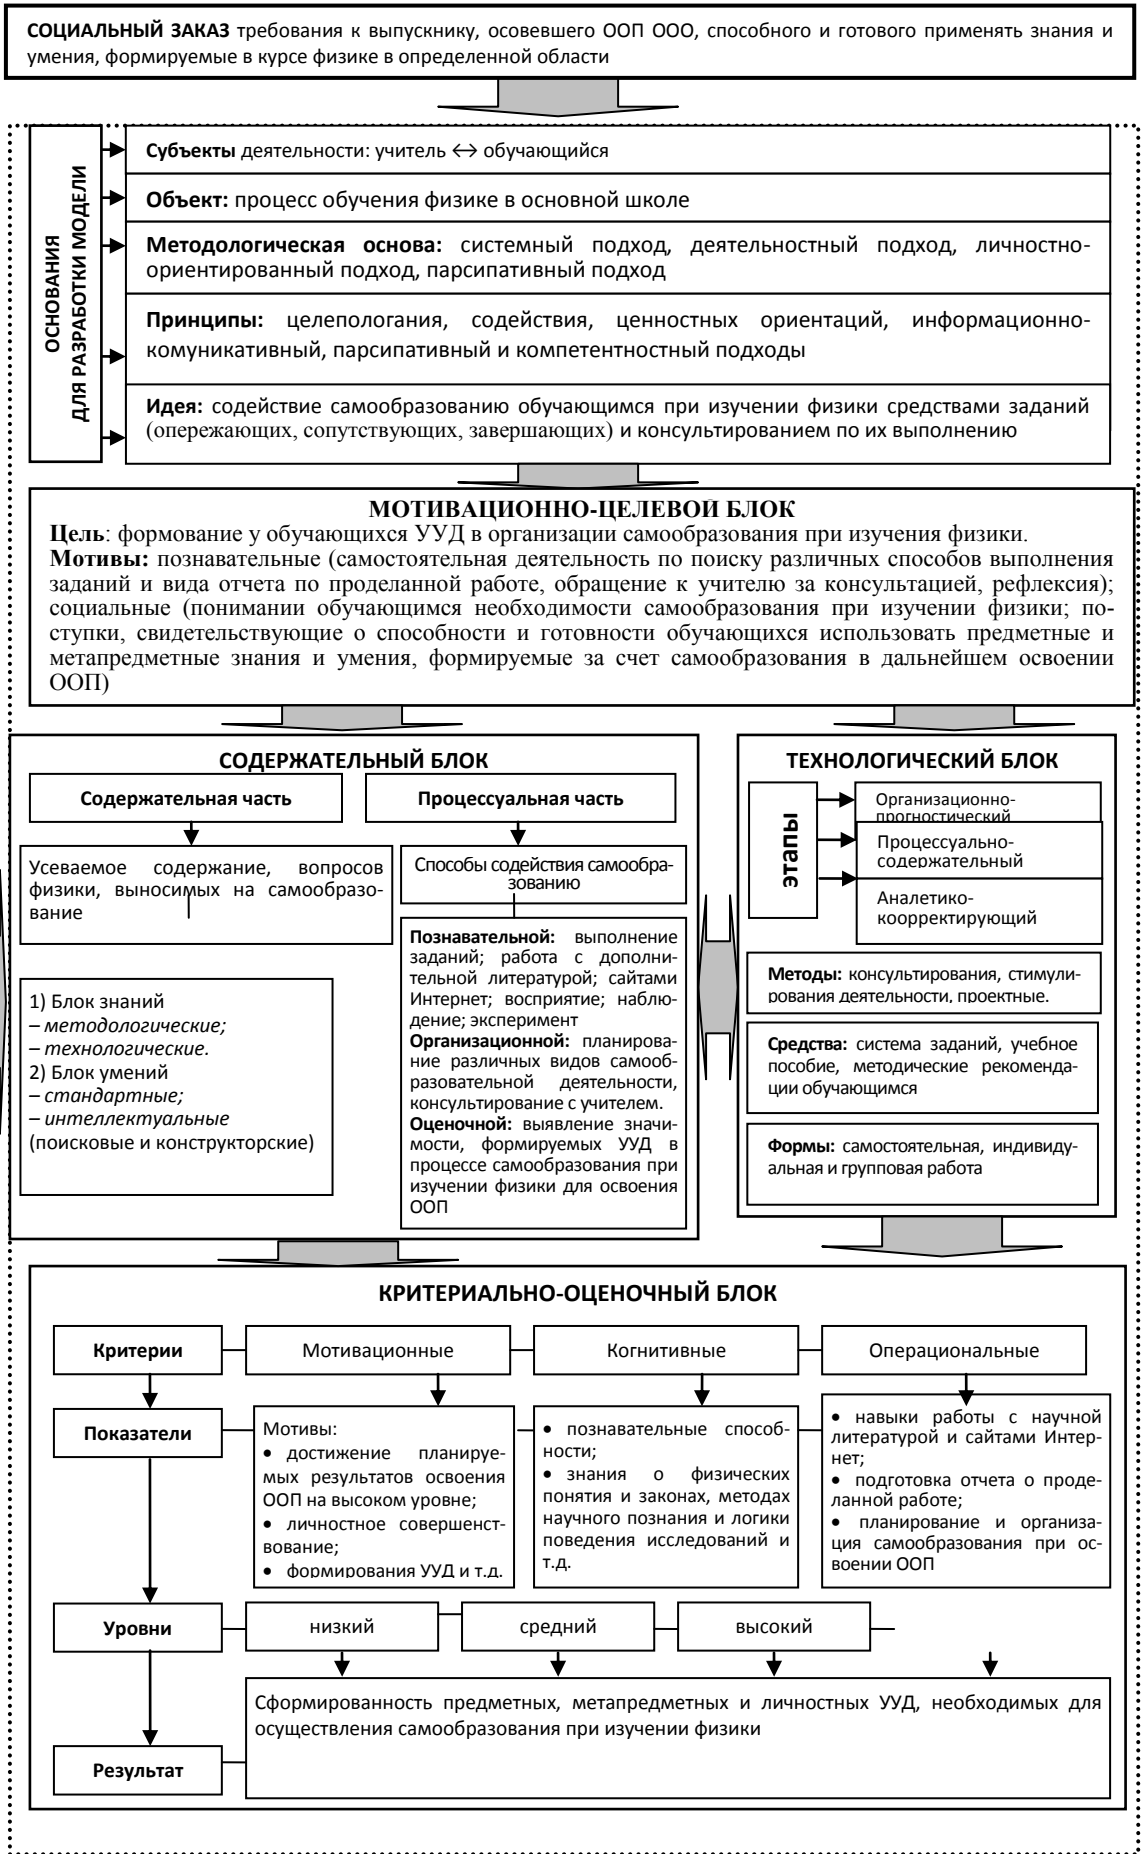 СОЦИАЛЬНЫЙ ЗАКАЗ требования к выпускнику, осовевшего ООП ООО, способного и готового применять знания и
умения, формируемые в курсе физике в определенной области
ОСНОВАНИЯ
ДЛЯ РАЗРАБОТКИ МОДЕЛИ
Субъекты деятельности: учитель ↔ обучающийся
Объект: процесс обучения физике в основной школе
Методологическая основа: системный подход, деятельностный подход, личностно-
ориентированный подход, парсипативный подход
Принципы: целепологания, содействия, ценностных ориентаций, информационно-
комуникативный, парсипативный и компетентностный подходы
Идея: содействие самообразованию обучающимся при изучении физики средствами заданий
(опережающих, сопутствующих, завершающих) и консультированием по их выполнению
МОТИВАЦИОННО-ЦЕЛЕВОЙ БЛОК
Цель: формование у обучающихся УУД в организации самообразования при изучения физики.
Мотивы: познавательные (самостоятельная деятельность по поиску различных способов выполнения
заданий и вида отчета по проделанной работе, обращение к учителю за консультацией, рефлексия);
социальные (понимании обучающимся необходимости самообразования при изучении физики; по-
ступки, свидетельствующие о способности и готовности обучающихся использовать предметные и
метапредметные знания и умения, формируемые за счет самообразования в дальнейшем освоении
ООП)
СОДЕРЖАТЕЛЬНЫЙ БЛОК
Содержательная часть
Процессуальная часть
Усеваемое содержание, вопросов
физики, выносимых на самообразо-
вание
Способы содействия самообра-
зованию
1) Блок знаний
– методологические;
– технологические.
2) Блок умений
– стандартные;
– интеллектуальные
(поисковые и конструкторские)
Познавательной: выполнение
заданий; работа с дополни-
тельной литературой; сайтами
Интернет; восприятие; наблю-
дение; эксперимент
Организационной: планирова-
ние различных видов самооб-
разовательной деятельности,
консультирование с учителем.
Оценочной: выявление значи-
мости, формируемых УУД в
процессе самообразования при
изучении физики для освоения
ООП
ТЕХНОЛОГИЧЕСКИЙ БЛОК
этапы
Организационно-
прогностический
Процессуально-
содержательный
Аналетико-
коорректирующий
Методы: консультирования, стимули-
рования деятельности, проектные.
Средства: система заданий, учебное
пособие, методические рекоменда-
ции обучающимся
Формы: самостоятельная, индивиду-
альная и групповая работа
КРИТЕРИАЛЬНО-ОЦЕНОЧНЫЙ БЛОК
Критерии
Мотивационные
Когнитивные
Операциональные
Показатели
Мотивы:
• достижение планируе-
мых результатов освоения
ООП на высоком уровне;
• личностное совершенст-
вование;
• формирования УУД и т.д.
• познавательные способ-
ности;
• знания о физических
понятия и законах, методах
научного познания и логики
поведения исследований и
т.д.
• навыки работы с научной
литературой и сайтами Интер-
нет;
• подготовка отчета о проде-
ланной работе;
• планирование и организа-
ция самообразования при ос-
воении ООП
Уровни
низкий
средний
высокий
Сформированность предметных, метапредметных и личностных УУД, необходимых для
осуществления самообразования при изучении физики
Результат